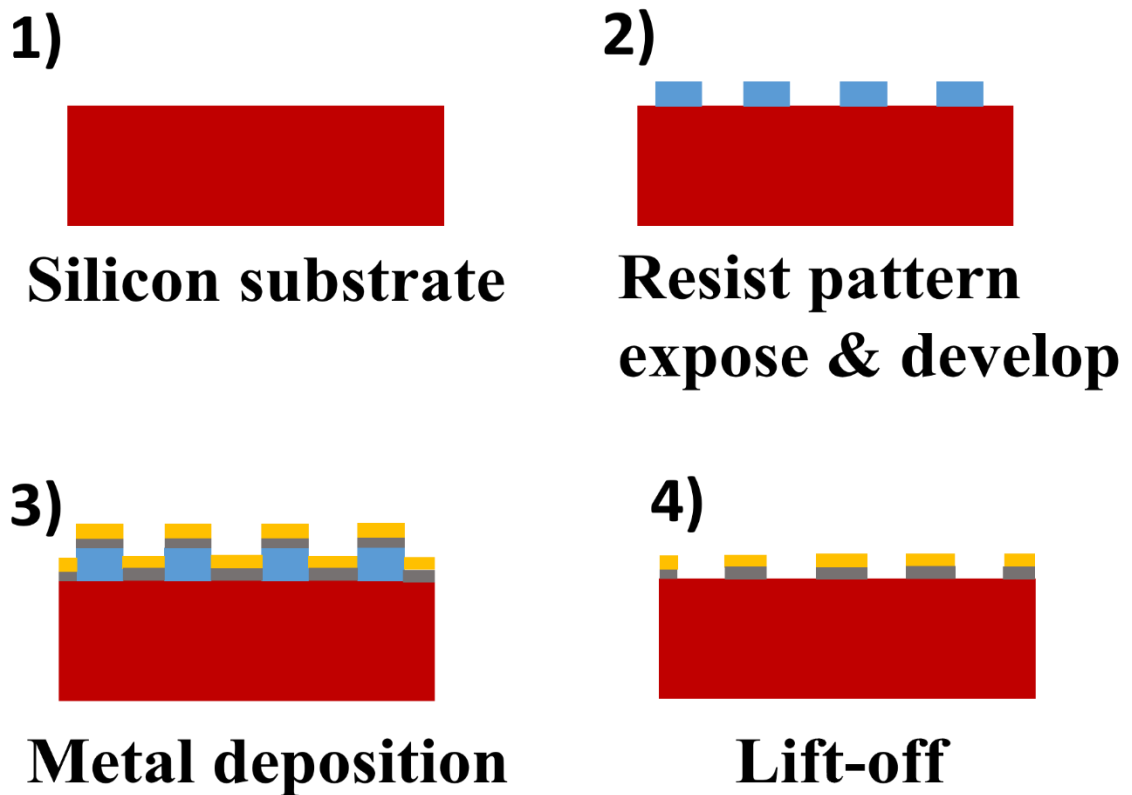 1)
Silicon substrate
2)
Resist pattern
expose & develop
3)
Metal deposition
4)
Lift-off